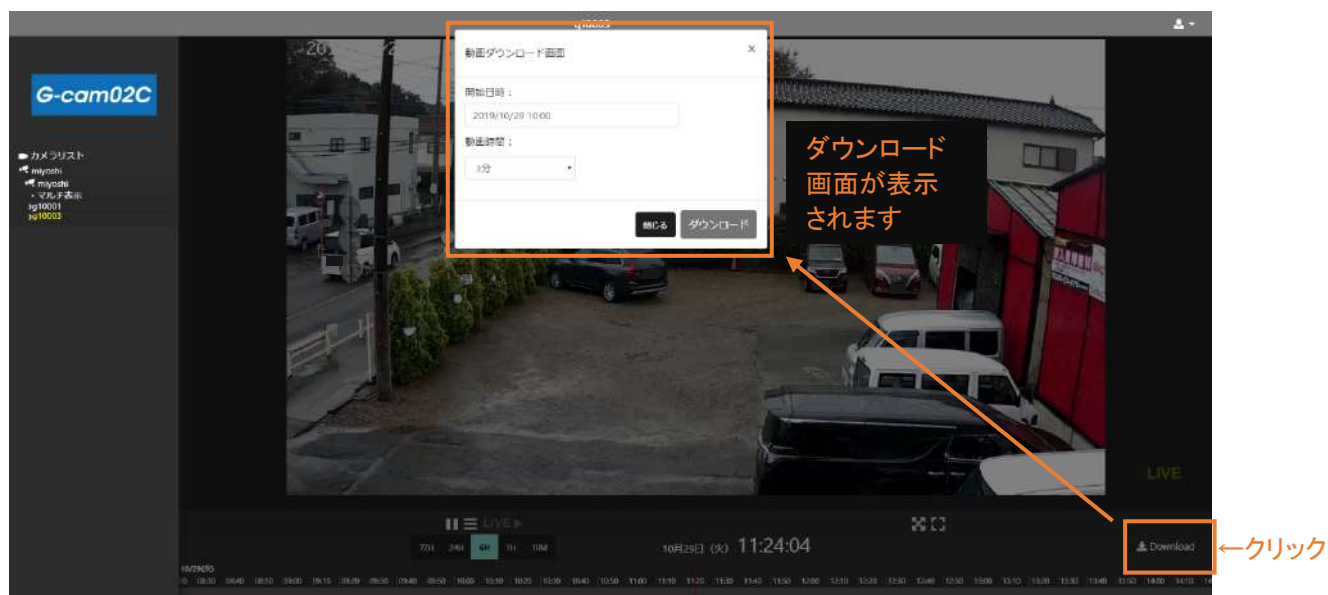 動画ダウンロード画面
×
開始日時：
2019/10/29 10:00
動画時間：
閉じる ダウンロード
ダウンロード
画面が表示
されます
G-cam02C
カメラリスト
miyoshi
miyoshi
・マルチ表示
g10001
g10003
LIVE
LIVE
72H 24H 6H 1H 10M
10月29日 (火) 11:24:04
Download
←クリック